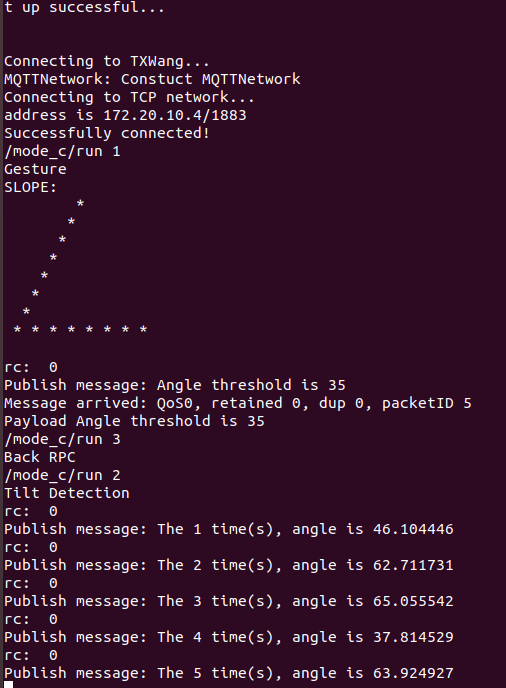 t up successful...
Connecting to TXWang...
MQTTNetwork: Constuct MQTTNetwork
Connecting to TCP network...
address is 172.20.10.4/1883
Successfully connected!
/mode_c/run 1
Gesture
SLOPE:
        *
       *
      *
     *
    *
   *
  *
 * * * * * * * *
rc:  0
Publish message: Angle threshold is 35
Message arrived: QoS0, retained 0, dup 0, packetID 5
Payload Angle threshold is 35
/mode_c/run 3
Back RPC
/mode_c/run 2
Tilt Detection
rc:  0
Publish message: The 1 time(s), angle is 46.104446
rc:  0
Publish message: The 2 time(s), angle is 62.711731
rc:  0
Publish message: The 3 time(s), angle is 65.055542
rc:  0
Publish message: The 4 time(s), angle is 37.814529
rc:  0
Publish message: The 5 time(s), angle is 63.924927